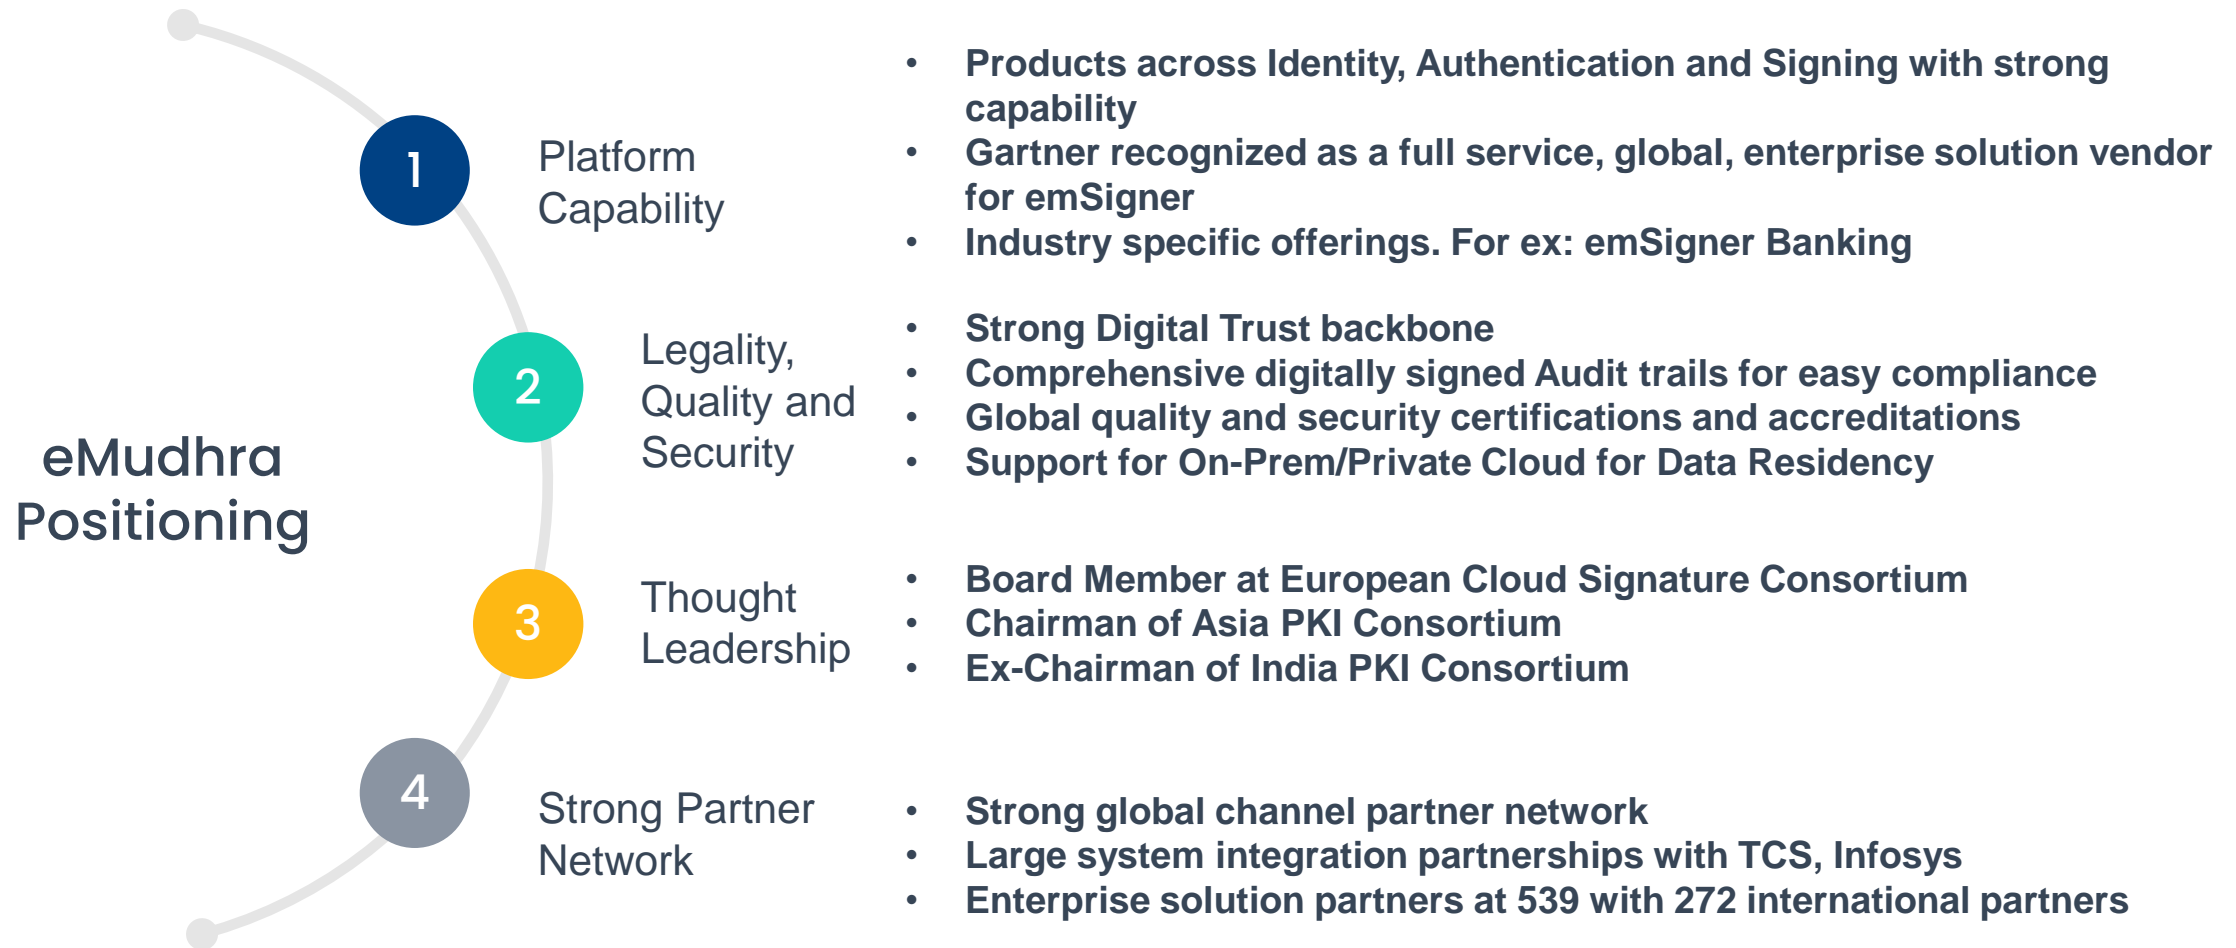 eMudhra
Positioning
1
Platform
Capability
• Products across Identity, Authentication and Signing with strong
capability
• Gartner recognized as a full service, global, enterprise solution vendor
for emSigner
• Industry specific offerings. For ex: emSigner Banking
2
Legality,
Quality and
Security
• Strong Digital Trust backbone
• Comprehensive digitally signed Audit trails for easy compliance
• Global quality and security certifications and accreditations
• Support for On-Prem/Private Cloud for Data Residency
3
Thought
Leadership
• Board Member at European Cloud Signature Consortium
• Chairman of Asia PKI Consortium
• Ex-Chairman of India PKI Consortium
4
Strong Partner
Network
• Strong global channel partner network
• Large system integration partnerships with TCS, Infosys
• Enterprise solution partners at 539 with 272 international partners